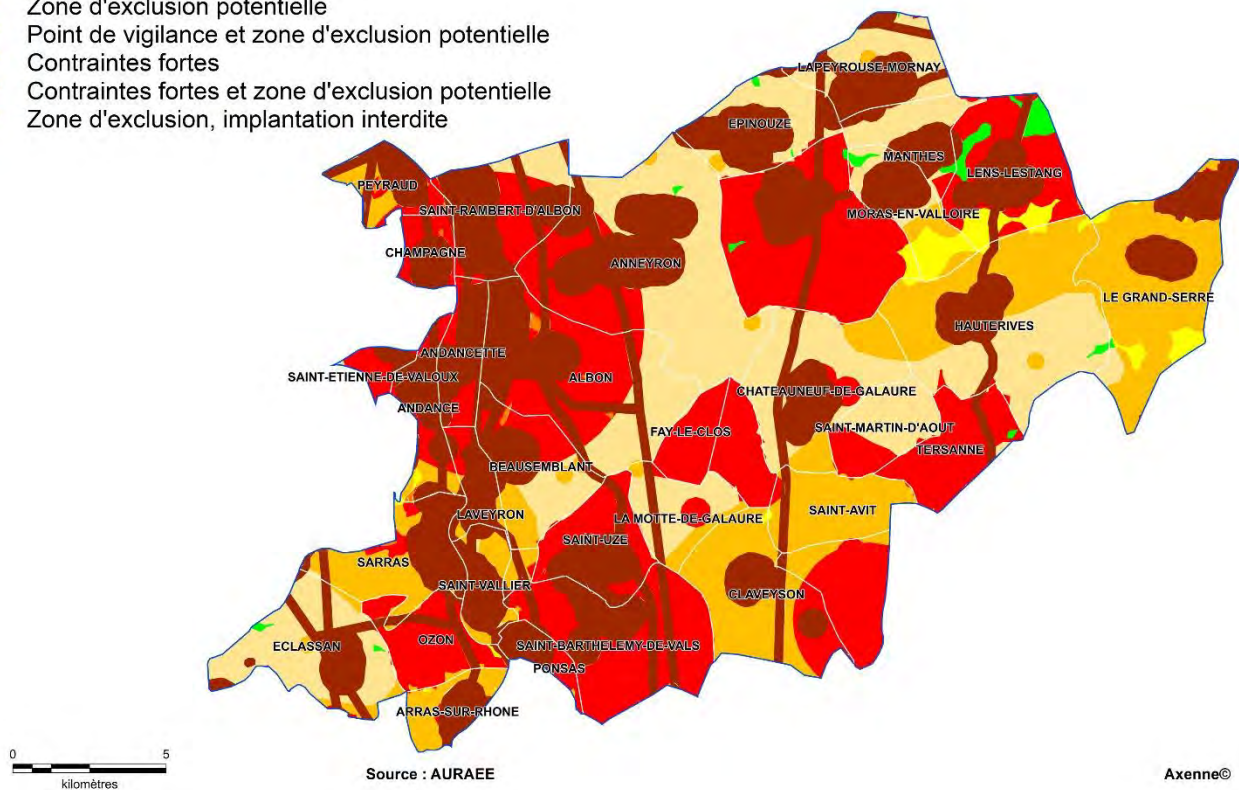 Zone d'exclusion potentielle
Point de vigilance et zone d'exclusion potentielle
Contraintes fortes
Contraintes fortes et zone d'exclusion potentielle
Zone d'exclusion, implantation interdite
LAPEYROUSE-MORNAY
EPINOUZE
MANTHES
LENS-LESTANG
PEYRAUD
SAINT-RAMBERT-D'ALBON
MORAS-EN-VALLOIRE
CHAMPAGNE
ANNEYRON
LE GRAND-SERRE
HAUTERIVES
ANDANCETTE
SAINT-ETIENNE-DE-VALOUX
ALBON
CHATEAUNEUF-DE-GALAURE
ANDANCE
FAY-LE-CLOS
SAINT-MARTIN-D'AOUT
TERSANNE
BEAUSEMBLANT
LAVEYRON
LA MOTTE-DE-GALAURE
SAINT-AVIT
SAINT-UZE
SARRAS
SAINT-VALLIER
CLAVEYSON
ECLASSAN
OZON
SAINT-BARTHELEMY-DE-VALS
PONSAS
ARRAS-SUR-RHONE
0 5
kilomètres
Source : AURAEE
Axenne©